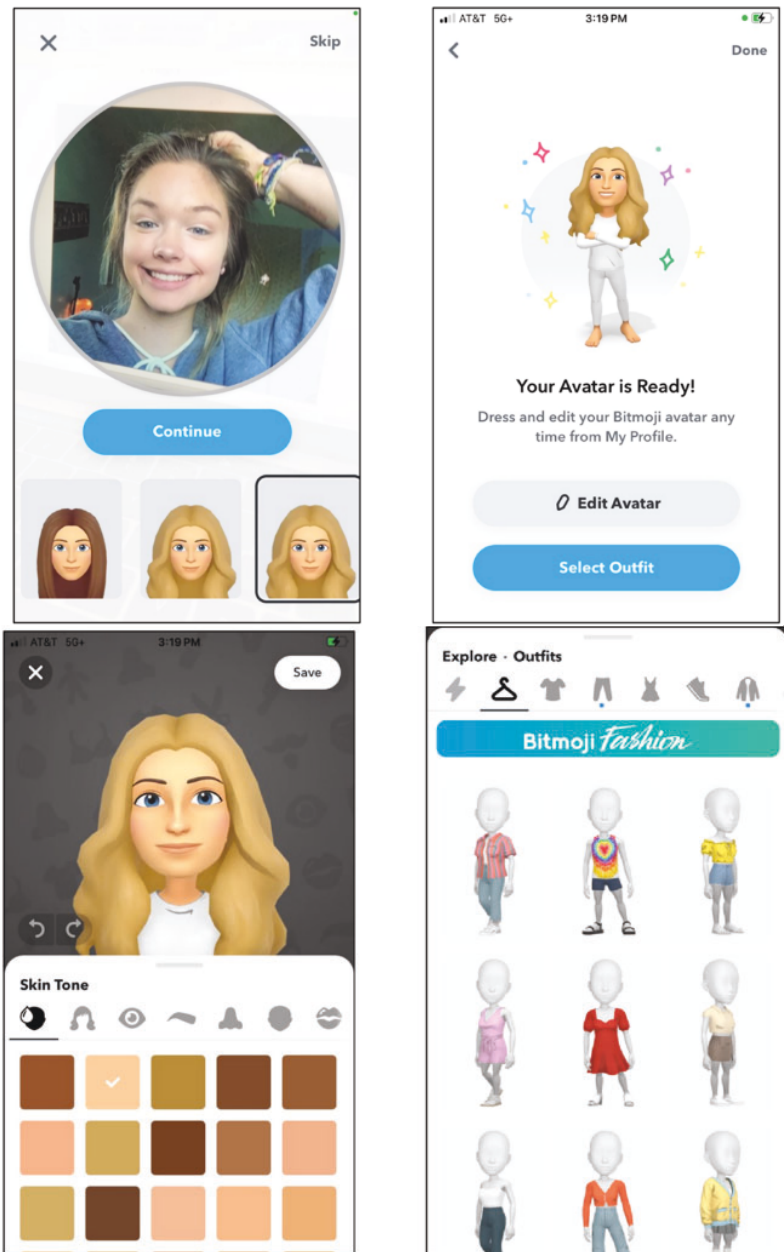 Skip
Continue
AT&T 5G+ 3:19 PM
Done
Your Avatar is Ready!
Dress and edit your Bitmoji avatar any
time from My Profile.
Edit Avatar
Select Outfit
AT&T 5G+ 3:19 PM
Save
Skin Tone
Explore · Outfits
Bitmoji Fashion